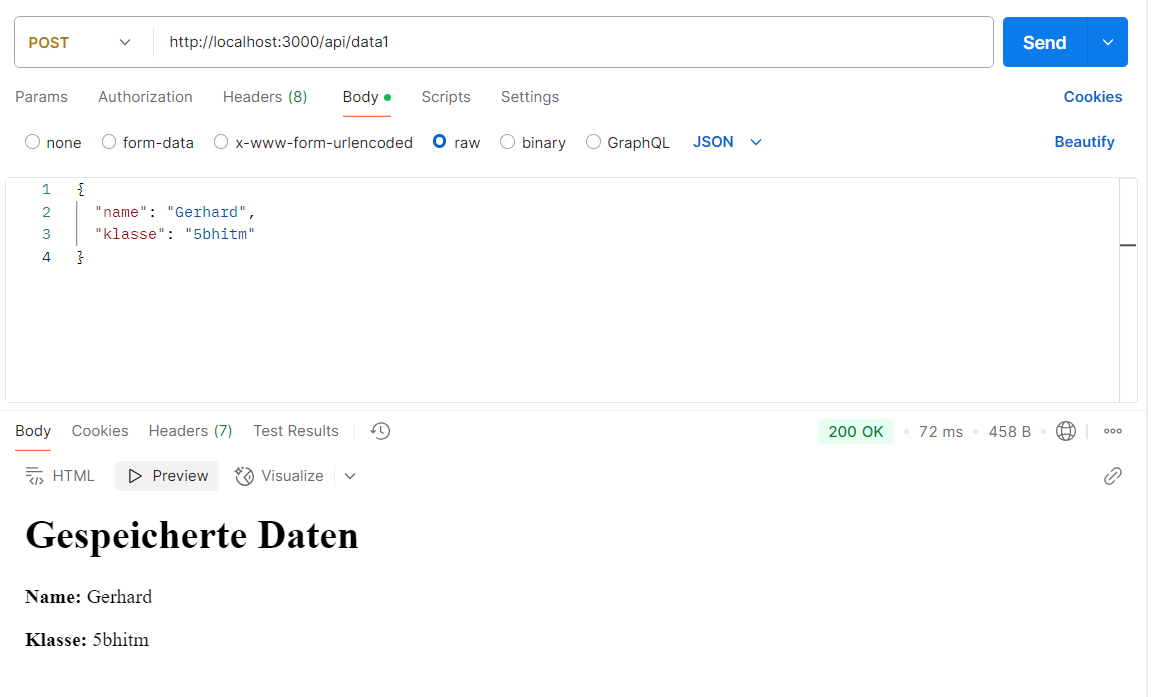 POST http://localhost:3000/api/data1 Send
Params Authorization Headers (8) Body Scripts Settings Cookies
none form-data x-www-form-urlencoded raw binary GraphQL JSON Beautify
1 {
2 "name": "Gerhard",
3 "klasse": "5bhitm"
4 }
Body Cookies Headers (7) Test Results 200 OK 72 ms 458 B
HTML Preview Visualize
Gespeicherte Daten
Name: Gerhard
Klasse: 5bhitm